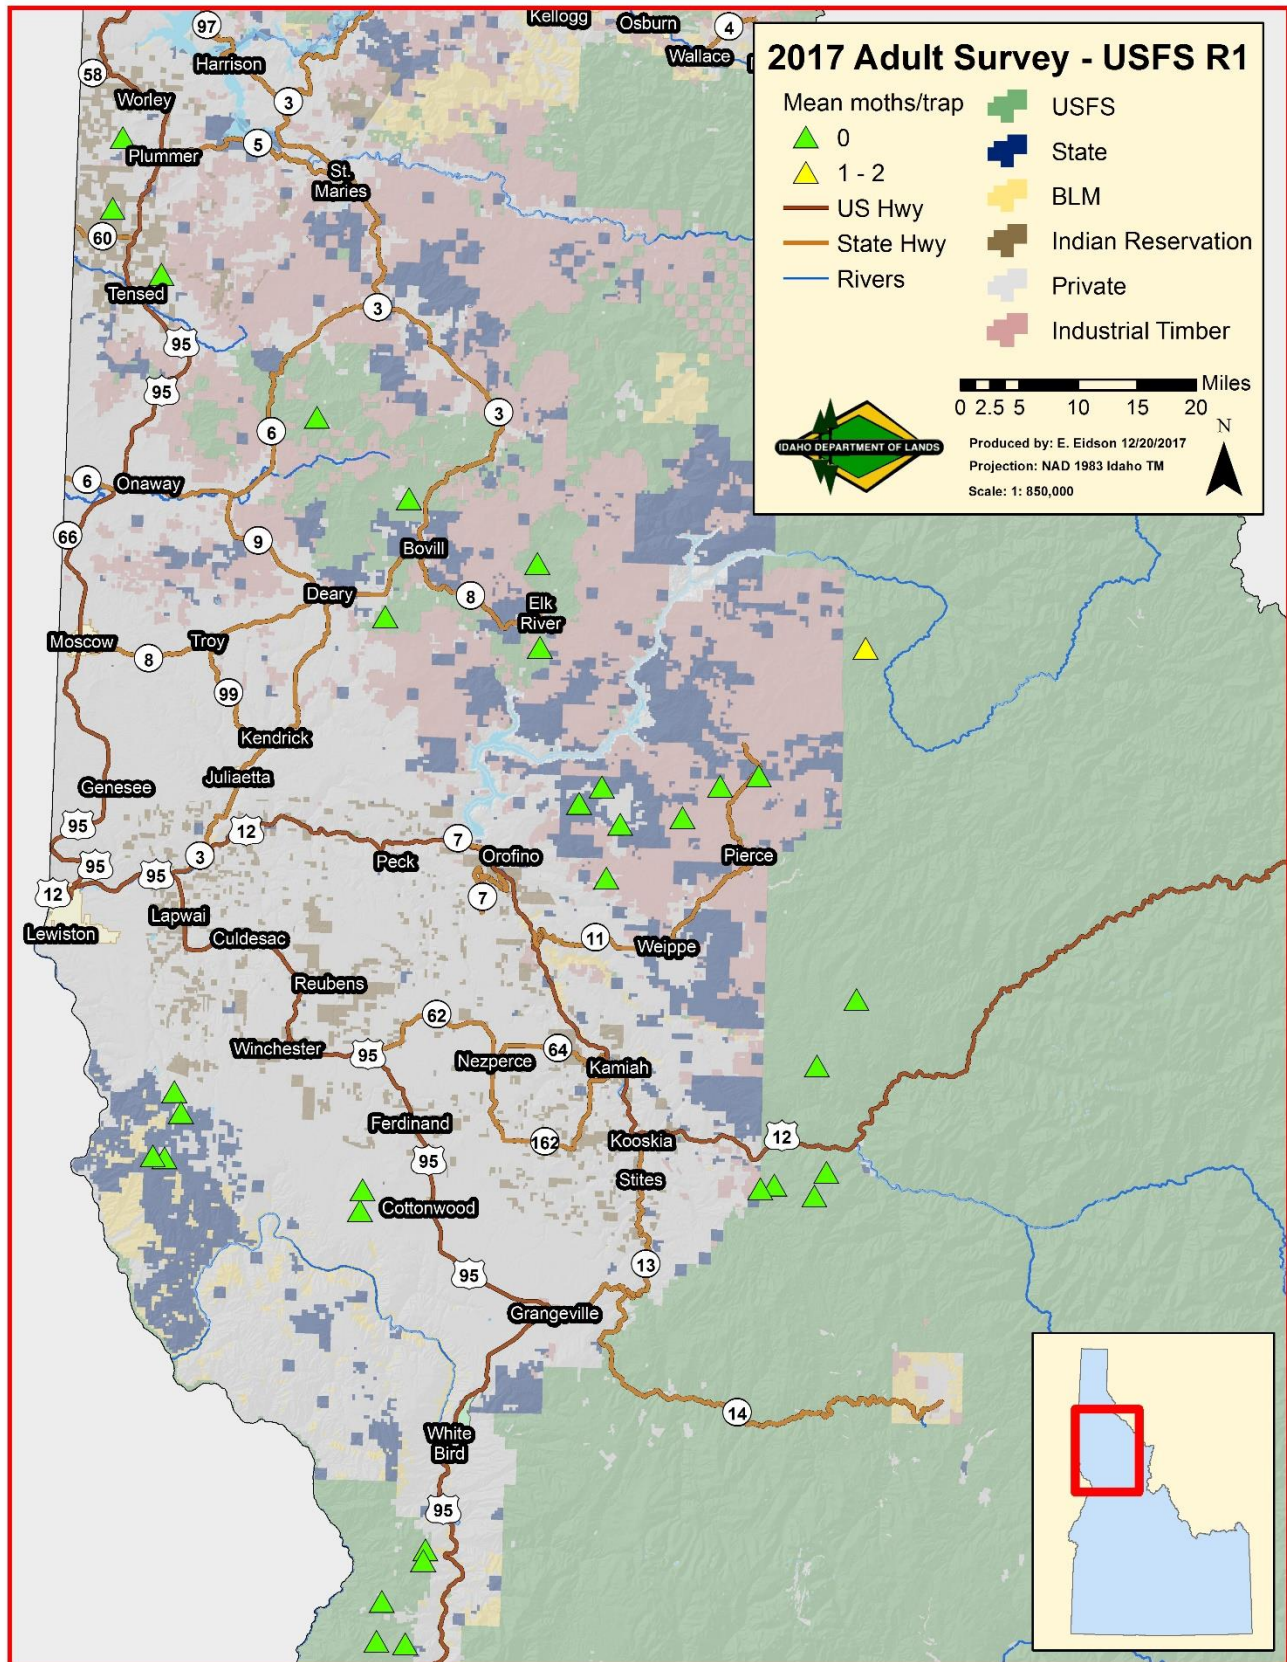 Kellogg
Osburn
4
97
Wallace
Harrison
58
3
Worley
5
Plummer
St.
Maries
60
Tensed
3
95
95
3
6
6
Onaway
66
9
Bovill
Deary
8
Elk
River
Moscow
Troy
8
99
Kendrick
Juliaetta
Genesee
95
12
7
95
95
3
Peck
Orofino
Pierce
12
7
Lapwai
Lewiston
Culdesac
11
Weippe
Reubens
62
Winchester
95
Nezperce
64
Kamiah
Ferdinand
162
Kooskia
12
95
Stites
Cottonwood
13
95
Grangeville
14
White
Bird
95
2017 Adult Survey - USFS R1
Mean moths/trap
0
1 - 2
US Hwy
State Hwy
Rivers
USFS
State
BLM
Indian Reservation
Private
Industrial Timber
Miles
0 2.5 5 10 15 20
N
IDAHO DEPARTMENT OF LANDS
Produced by: E. Eidson 12/20/2017
Projection: NAD 1983 Idaho TM
Scale: 1: 850,000